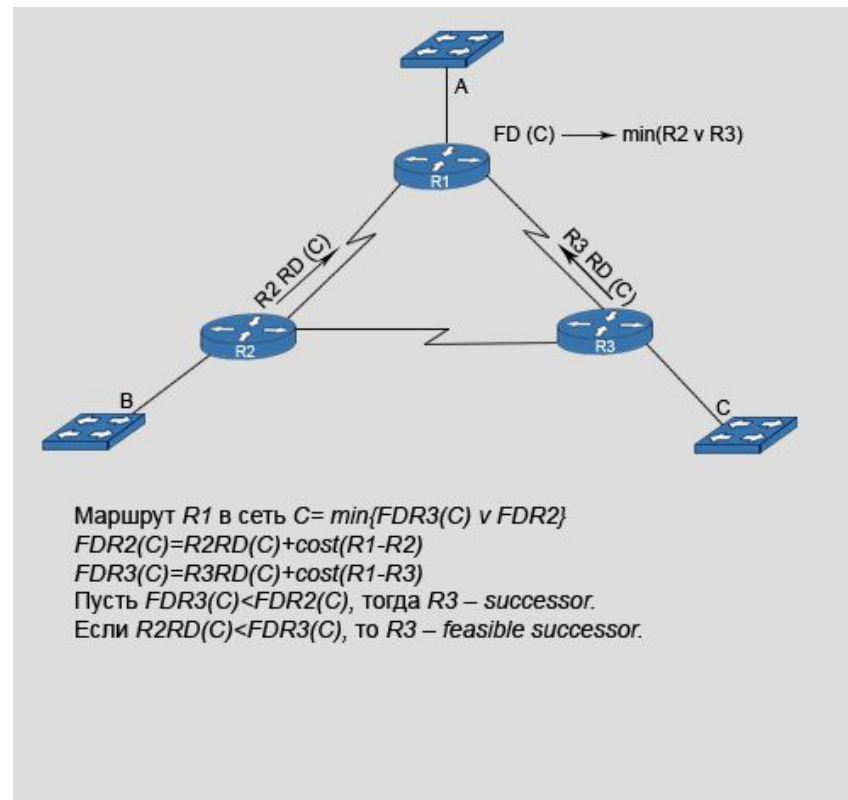 A
FD (C) → min(R2 v R3)
R1
R2 RD (C)
R3 RD (C)
R2
R3
B
C
Маршрут R1 в сеть C= min{FDR3(C) v FDR2}
FDR2(C)=R2RD(C)+cost(R1-R2)
FDR3(C)=R3RD(C)+cost(R1-R3)
Пусть FDR3(C)<FDR2(C), тогда R3 – successor.
Если R2RD(C)<FDR3(C), то R3 – feasible successor.